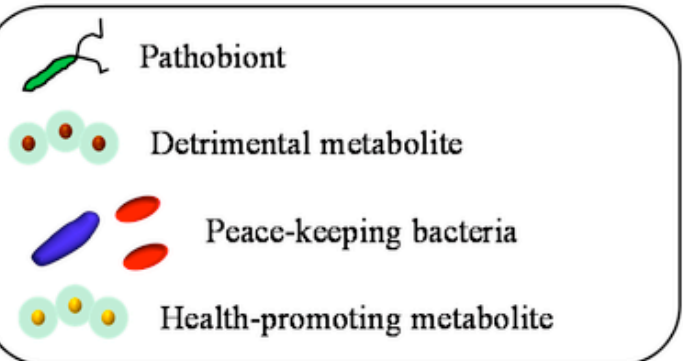 Pathobiont
Detrimental metabolite
Peace-keeping bacteria
Health-promoting metabolite